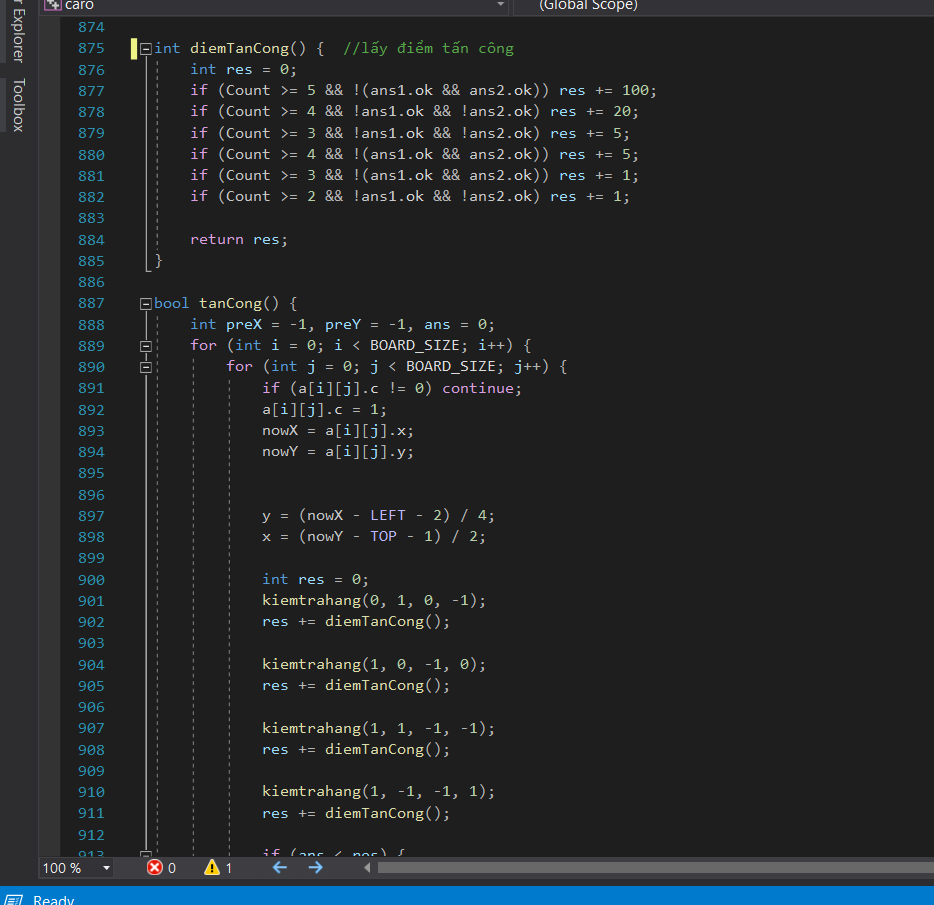 caro (Global Scope)
r Explorer
Toolbox
874
875 int diemTanCong() { //lấy điểm tấn công
876 int res = 0;
877 if (Count >= 5 && !(ans1.ok && ans2.ok)) res += 100;
878 if (Count >= 4 && !ans1.ok && !ans2.ok) res += 20;
879 if (Count >= 3 && !ans1.ok && !ans2.ok) res += 5;
880 if (Count >= 4 && !(ans1.ok && ans2.ok)) res += 5;
881 if (Count >= 3 && !(ans1.ok && ans2.ok)) res += 1;
882 if (Count >= 2 && !ans1.ok && !ans2.ok) res += 1;
883
884 return res;
885 }
886
887 bool tanCong() {
888 int preX = -1, preY = -1, ans = 0;
889 for (int i = 0; i < BOARD_SIZE; i++) {
890 for (int j = 0; j < BOARD_SIZE; j++) {
891 if (a[i][j].c != 0) continue;
892 a[i][j].c = 1;
893 nowX = a[i][j].x;
894 nowY = a[i][j].y;
895
896
897 y = (nowX - LEFT - 2) / 4;
898 x = (nowY - TOP - 1) / 2;
899
900 int res = 0;
901 kiemtrahang(0, 1, 0, -1);
902 res += diemTanCong();
903
904 kiemtrahang(1, 0, -1, 0);
905 res += diemTanCong();
906
907 kiemtrahang(1, 1, -1, -1);
908 res += diemTanCong();
909
910 kiemtrahang(1, -1, -1, 1);
911 res += diemTanCong();
912
913 if (ans < res) {
100 % 0 1
Ready